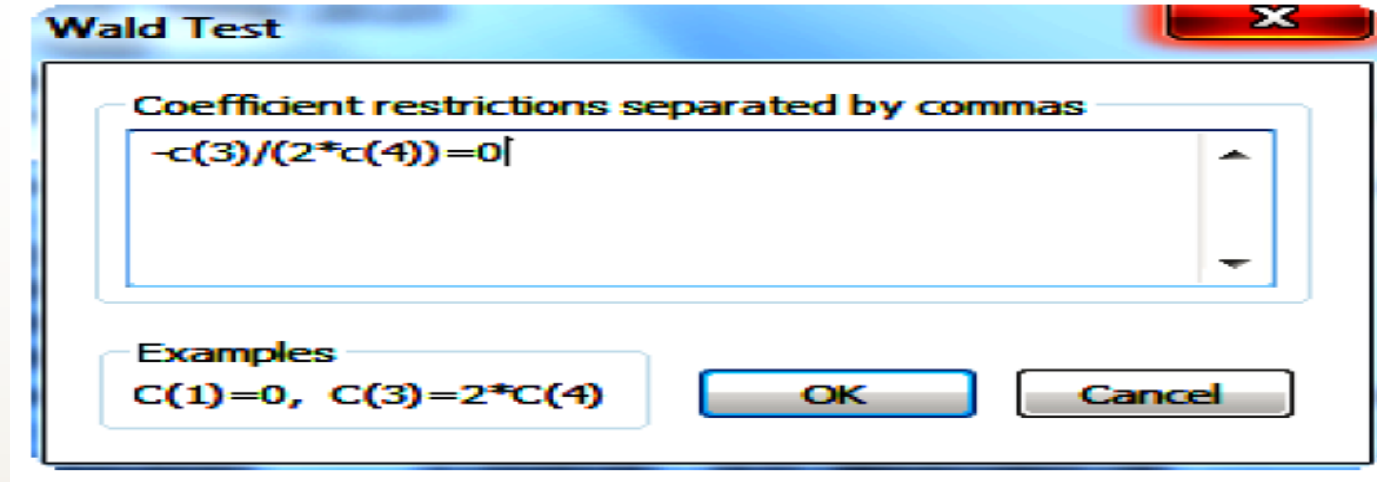 Wald Test
x
Coefficient restrictions separated by commas
-c(3)/(2*c(4))=0
Examples
C(1)=0, C(3)=2*C(4)
OK
Cancel